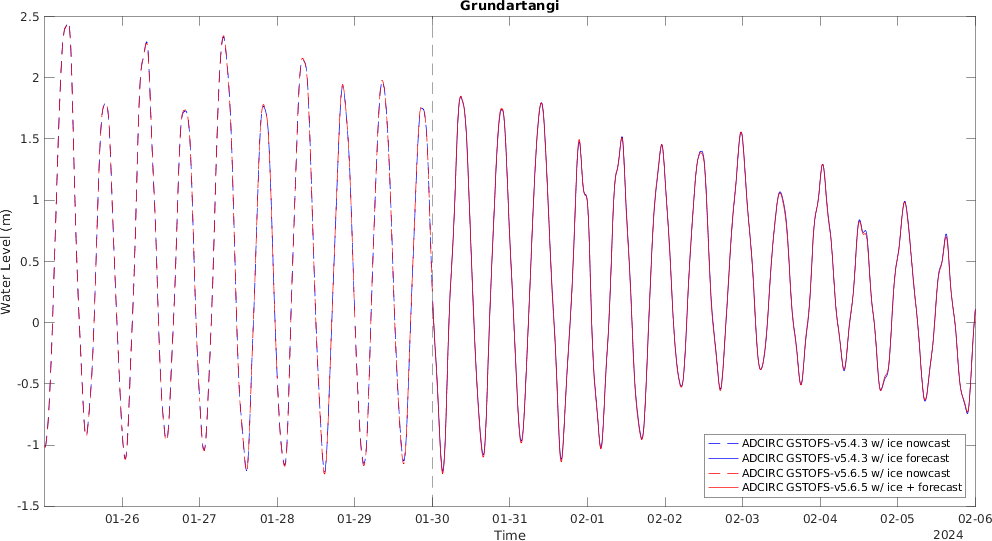 Grundartangi
2.5
2
1.5
1
0.5
0
-0.5
-1
-1.5
Water Level (m)
01-26 01-27 01-28 01-29 01-30 01-31 02-01 02-02 02-03 02-04 02-05 02-06
Time
2024
ADCIRC GSTOFS-v5.4.3 w/ ice nowcast
ADCIRC GSTOFS-v5.4.3 w/ ice forecast
ADCIRC GSTOFS-v5.6.5 w/ ice nowcast
ADCIRC GSTOFS-v5.6.5 w/ ice + forecast